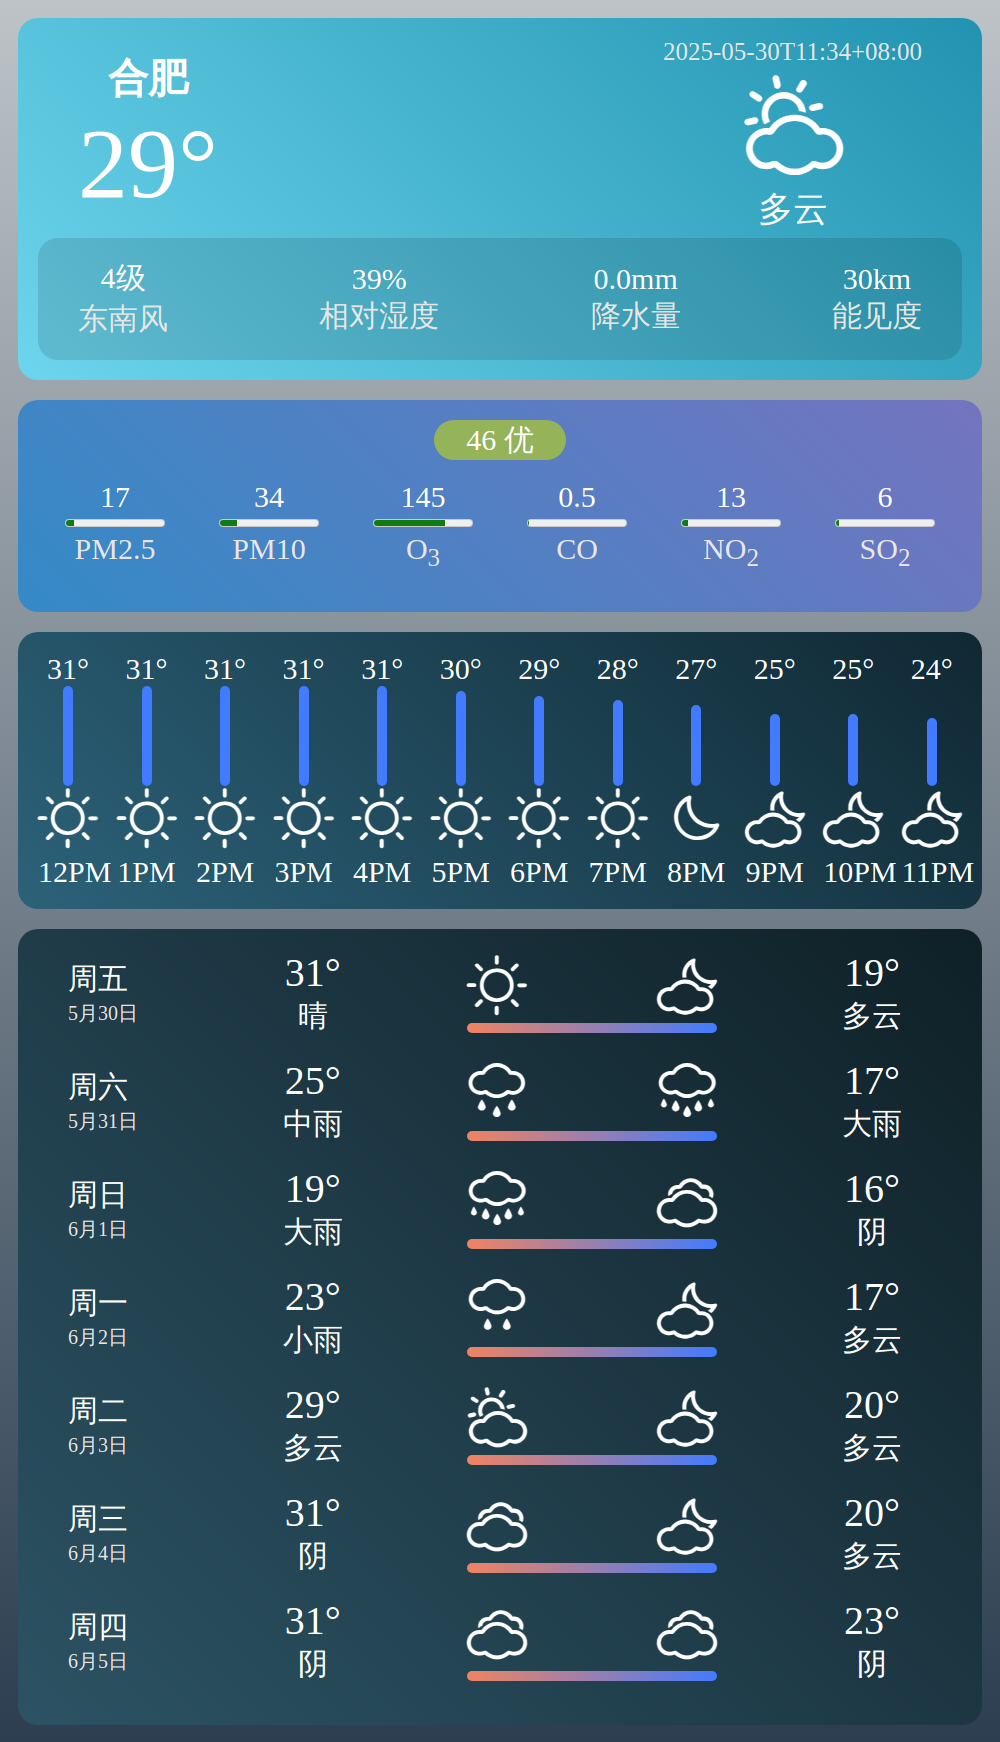 合肥
29°
2025-05-30T11:34+08:00
多云
4级 39% 0.0mm 30km
东南风 相对湿度 降水量 能见度
46 优
17 34 145 0.5 13 6
PM2.5 PM10 O3 CO NO2 SO2
31° 31° 31° 31° 31° 30° 29° 28° 27° 25° 25° 24°
12PM 1PM 2PM 3PM 4PM 5PM 6PM 7PM 8PM 9PM 10PM 11PM
周五 31° 19°
5月30日 晴 多云
周六 25° 17°
5月31日 中雨 大雨
周日 19° 16°
6月1日 大雨 阴
周一 23° 17°
6月2日 小雨 多云
周二 29° 20°
6月3日 多云 多云
周三 31° 20°
6月4日 阴 多云
周四 31° 23°
6月5日 阴 阴